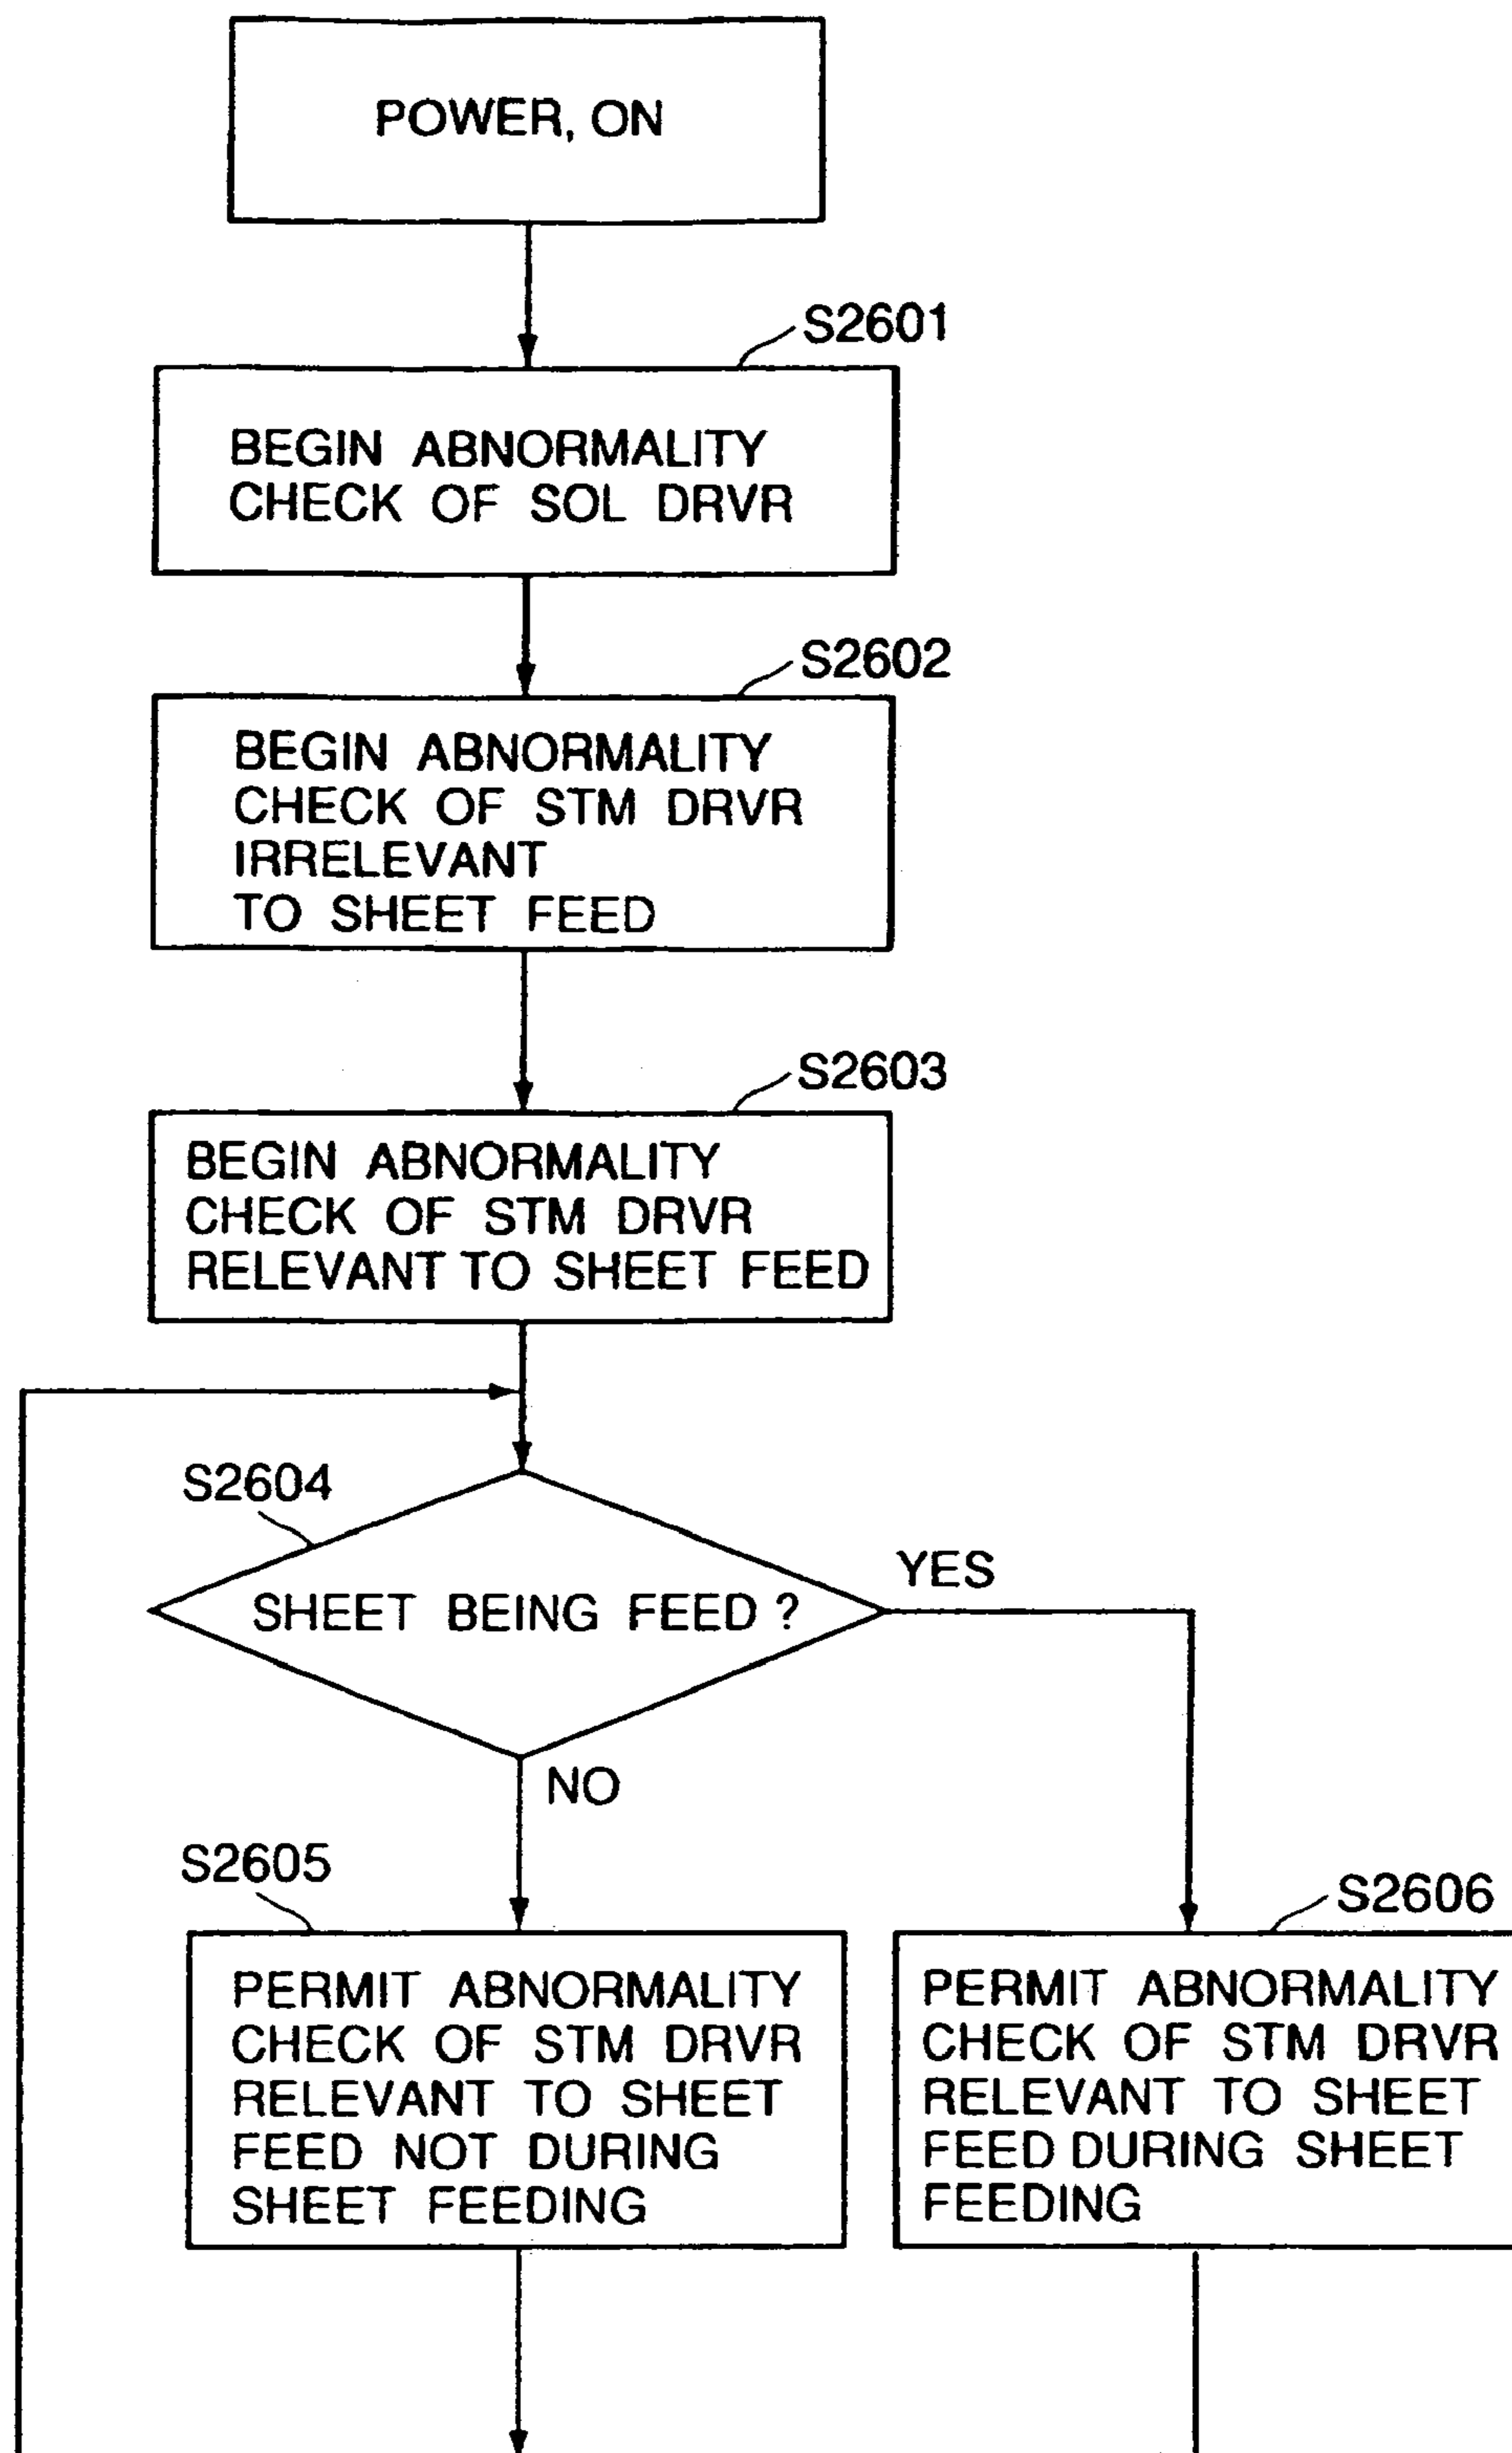 POWER, ON
S2601
BEGIN ABNORMALITY
CHECK OF SOL DRVR
S2602
BEGIN ABNORMALITY
CHECK OF STM DRVR
IRRELEVANT
TO SHEET FEED
S2603
BEGIN ABNORMALITY
CHECK OF STM DRVR
RELEVANT TO SHEET FEED
S2604
SHEET BEING FEED ?
YES
NO
S2605
PERMIT ABNORMALITY
CHECK OF STM DRVR
RELEVANT TO SHEET
FEED NOT DURING
SHEET FEEDING
S2606
PERMIT ABNORMALITY
CHECK OF STM DRVR
RELEVANT TO SHEET
FEED DURING SHEET
FEEDING